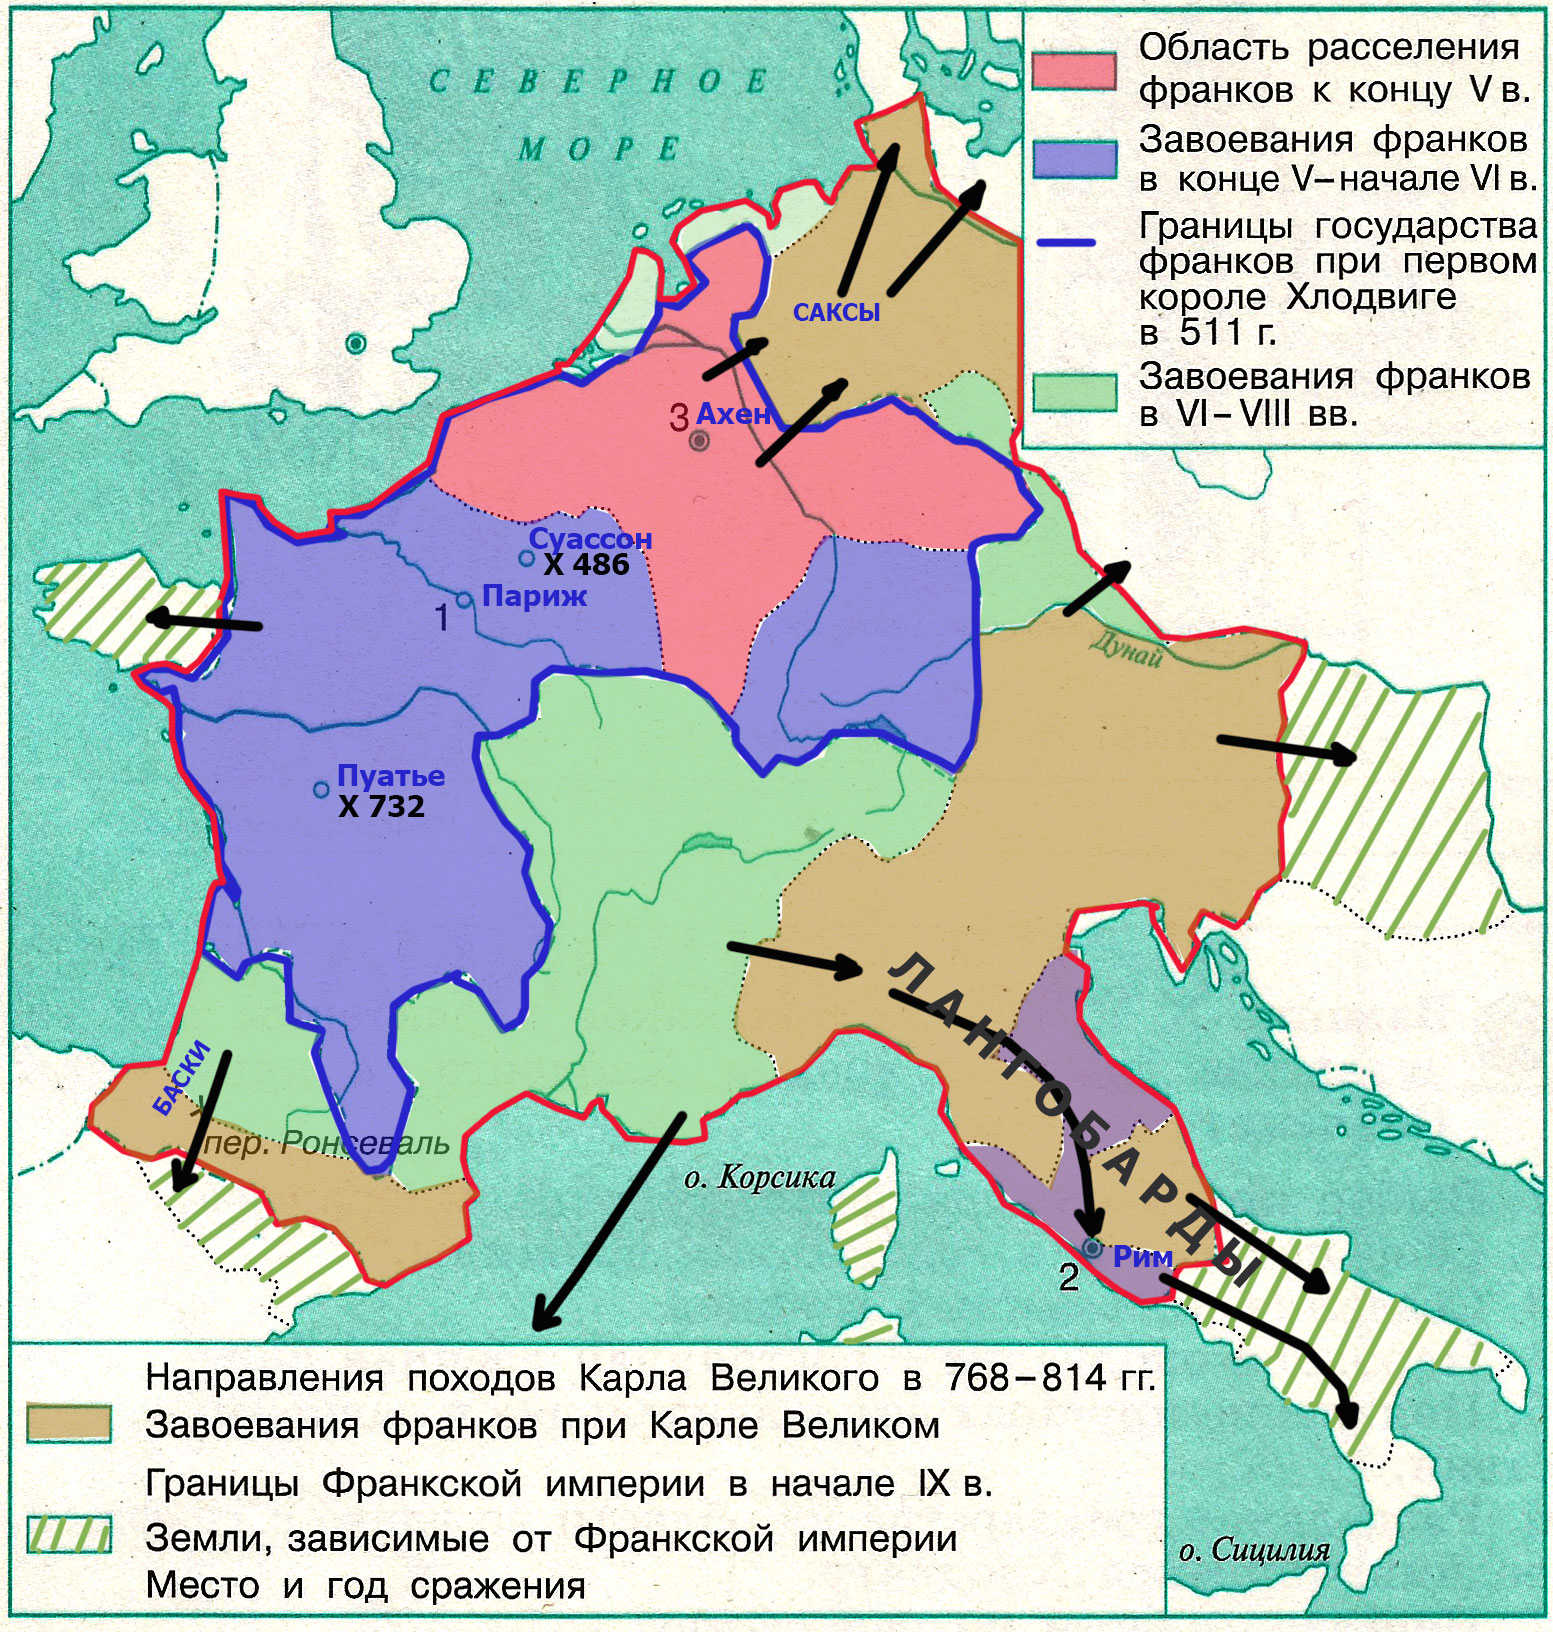 СЕВЕРНОЕ
МОРЕ
Область расселения
франков к концу V в.
Завоевания франков
в конце V–начале VI в.
Границы государства
франков при первом
короле Хлодвиге
в 511 г.
Завоевания франков
в VI–VIII вв.
САКСЫ
3 Ахен
Суассон
X 486
Париж
1
Дунай
Пуатье
X 732
ЛАНГОБАРДЫ
БАСКИ
пер. Ронсеваль
о. Корсика
Рим
2
Направления походов Карла Великого в 768–814 гг.
Завоевания франков при Карле Великом
Границы Франкской империи в начале IX в.
Земли, зависимые от Франкской империи
Место и год сражения
о. Сицилия